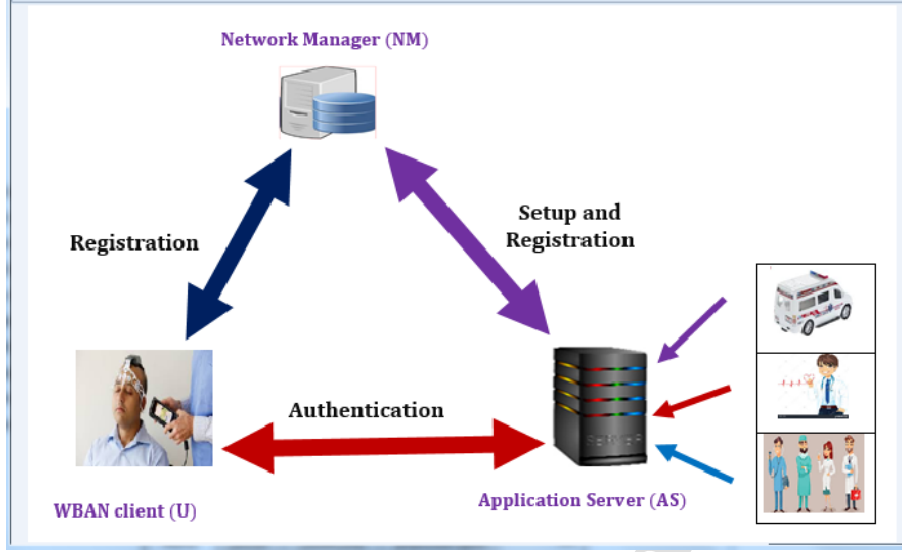 Network Manager (NM)
Registration
Setup and
Registration
Authentication
WBAN client (U)
Application Server (AS)